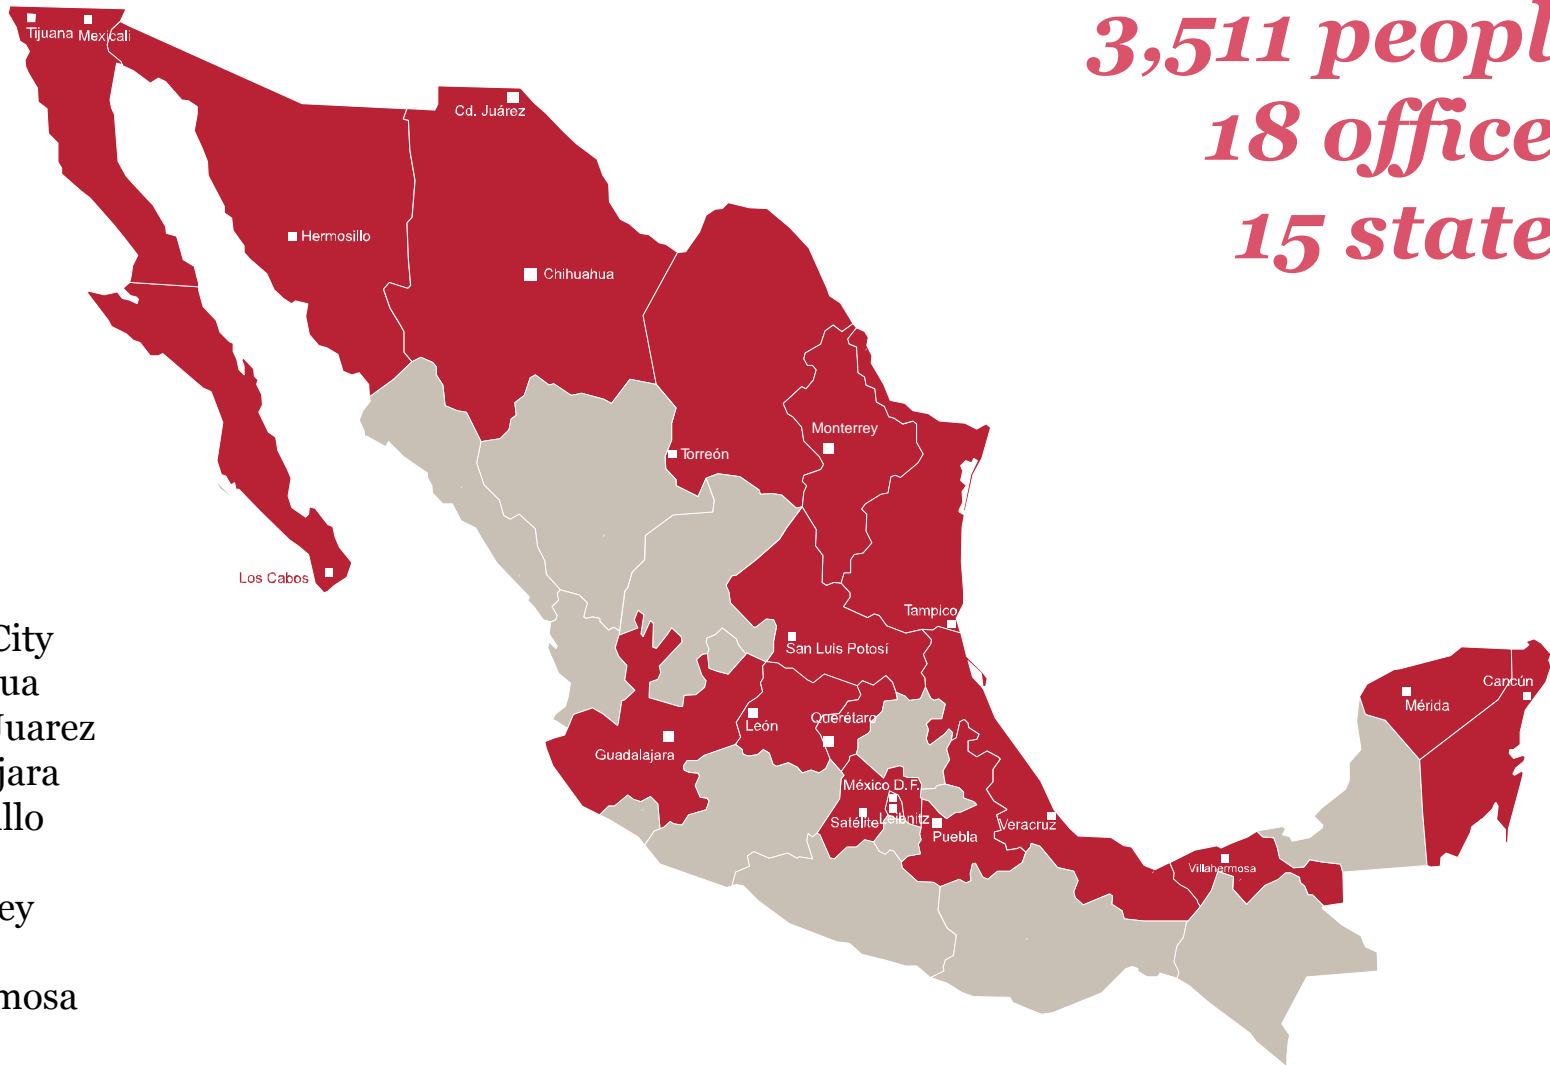 3,511 peopl
18 office
15 state
Tijuana
Mexicali
Cd. Juárez
Hermosillo
Chihuahua
Monterrey
Torreón
Los Cabos
Tampico
San Luis Potosí
León
Querétaro
Guadalajara
México D.F.
Satélite
Leibnitz
Puebla
Veracruz
Villahermosa
Mérida
Cancún
City
ua
Juarez
jara
llo
ey
mosa